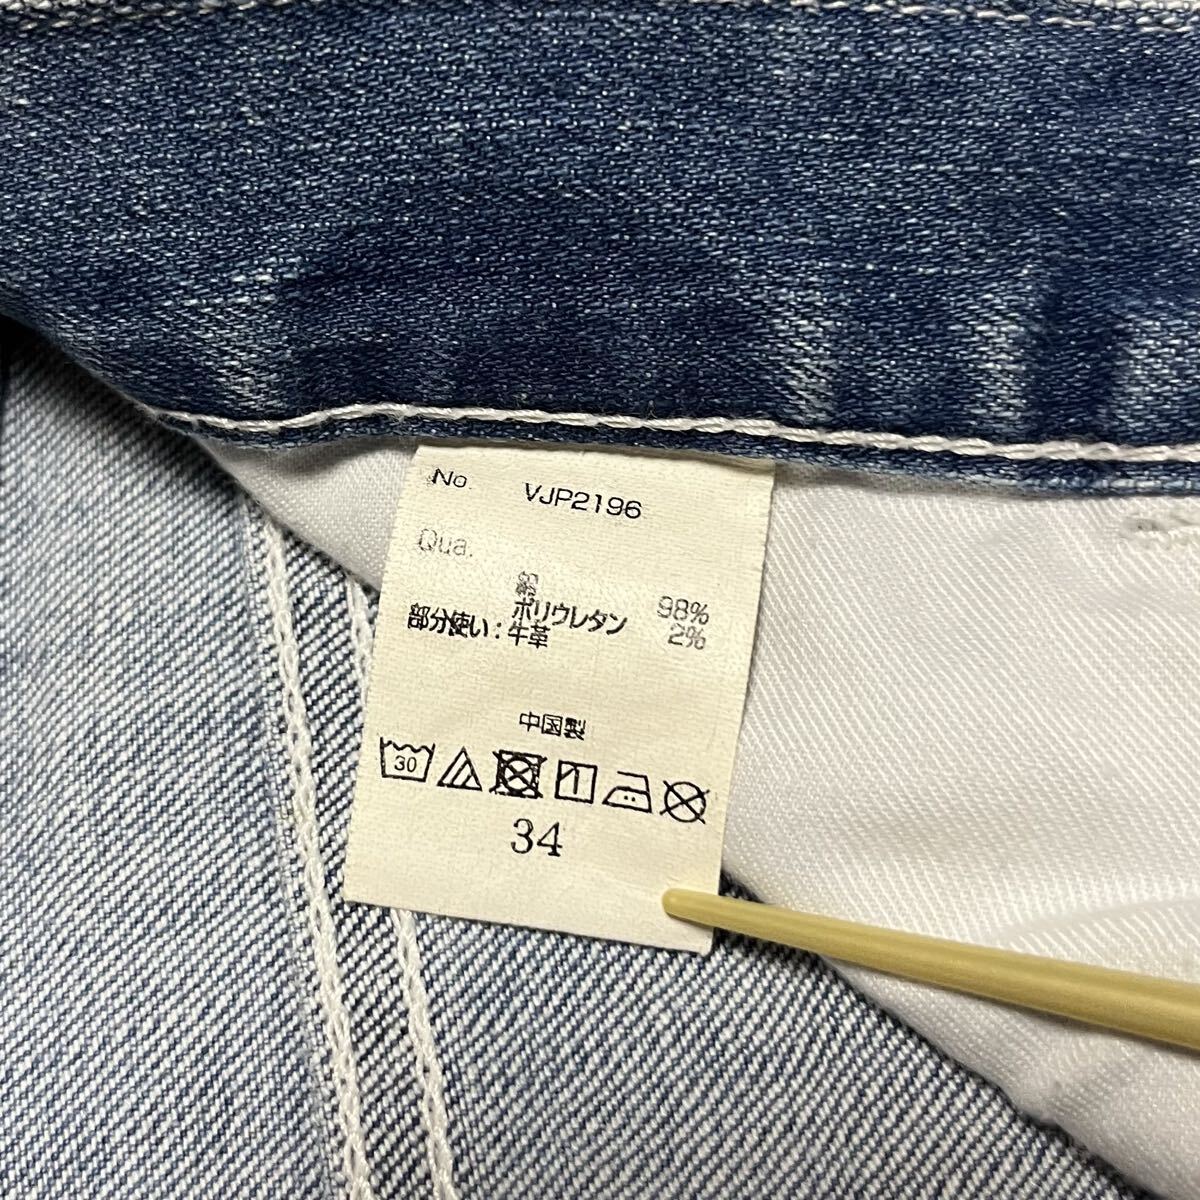 No. VJP2196
Qua.
綿 98%
ポリウレタン 2%
部分使い：牛革
中国製
30
34